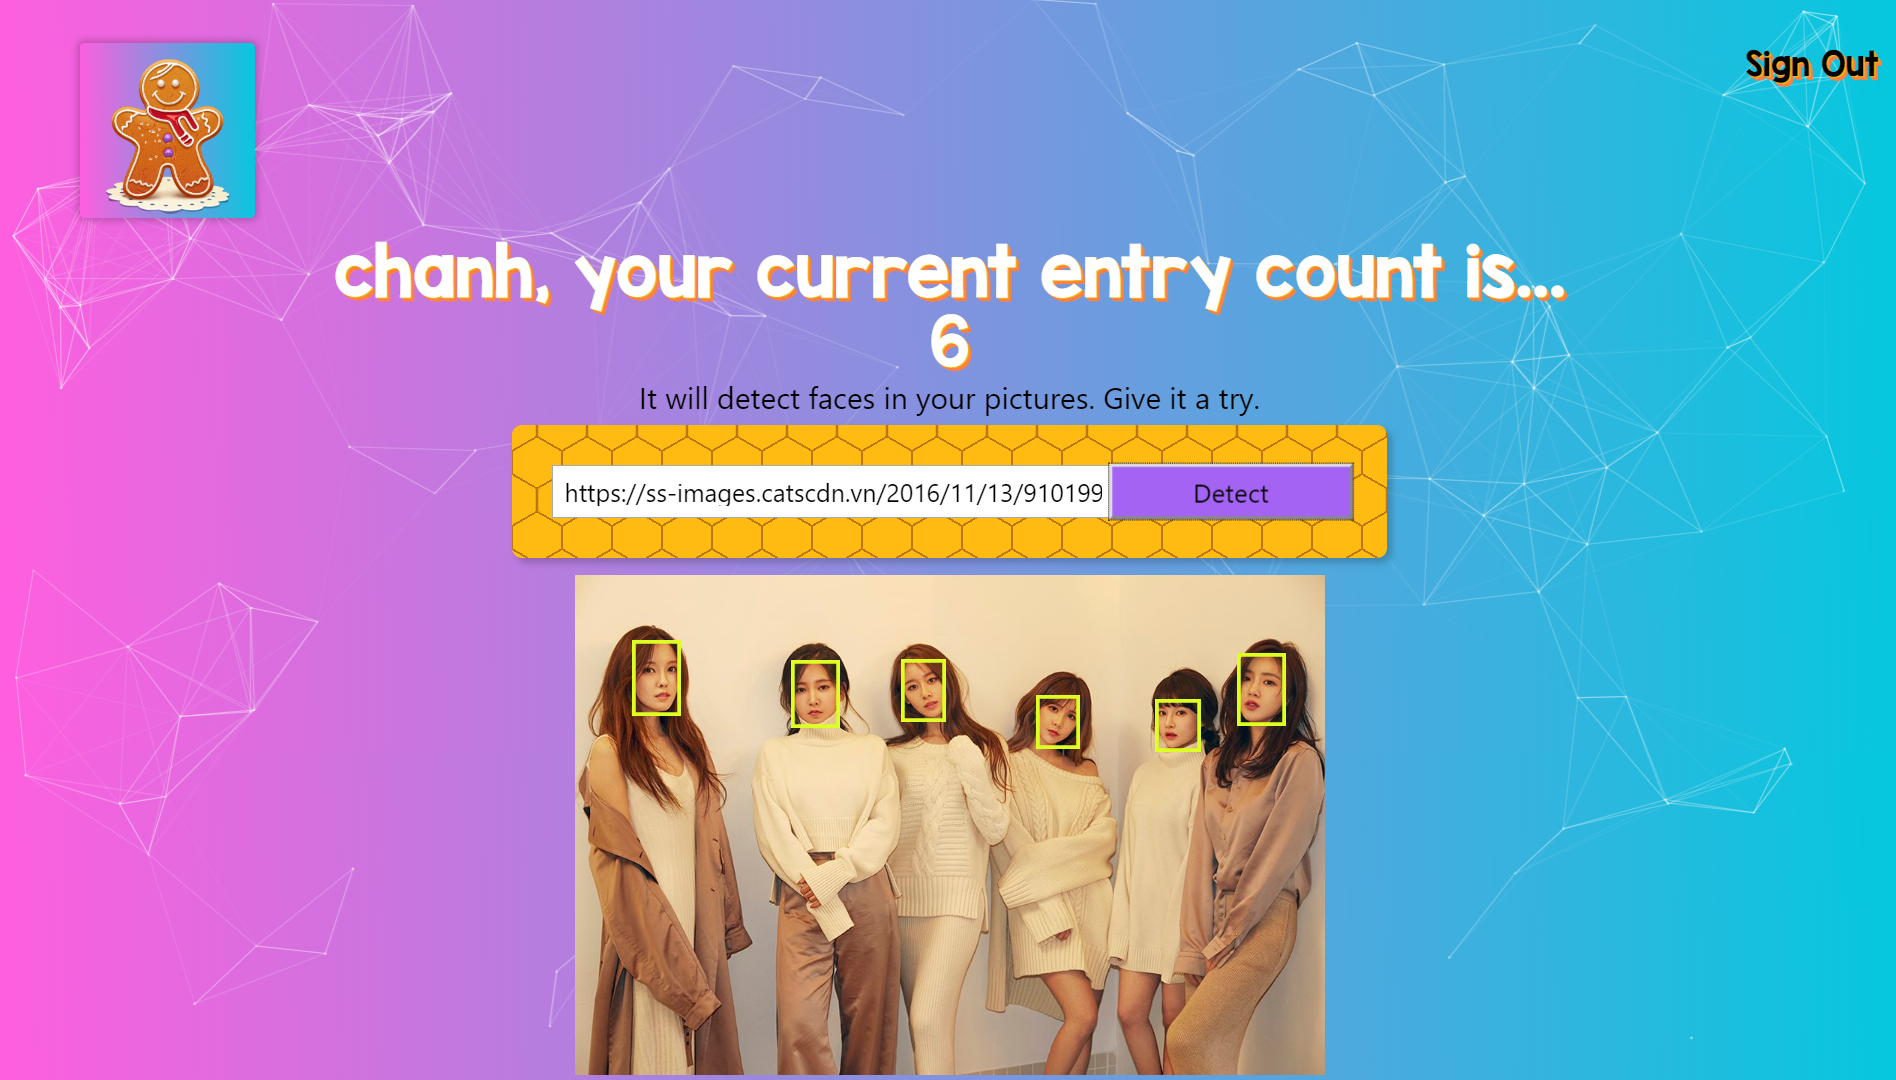 Sign Out
chanh, your current entry count is...
6
It will detect faces in your pictures. Give it a try.
https://ss-images.catscdn.vn/2016/11/13/910199
Detect